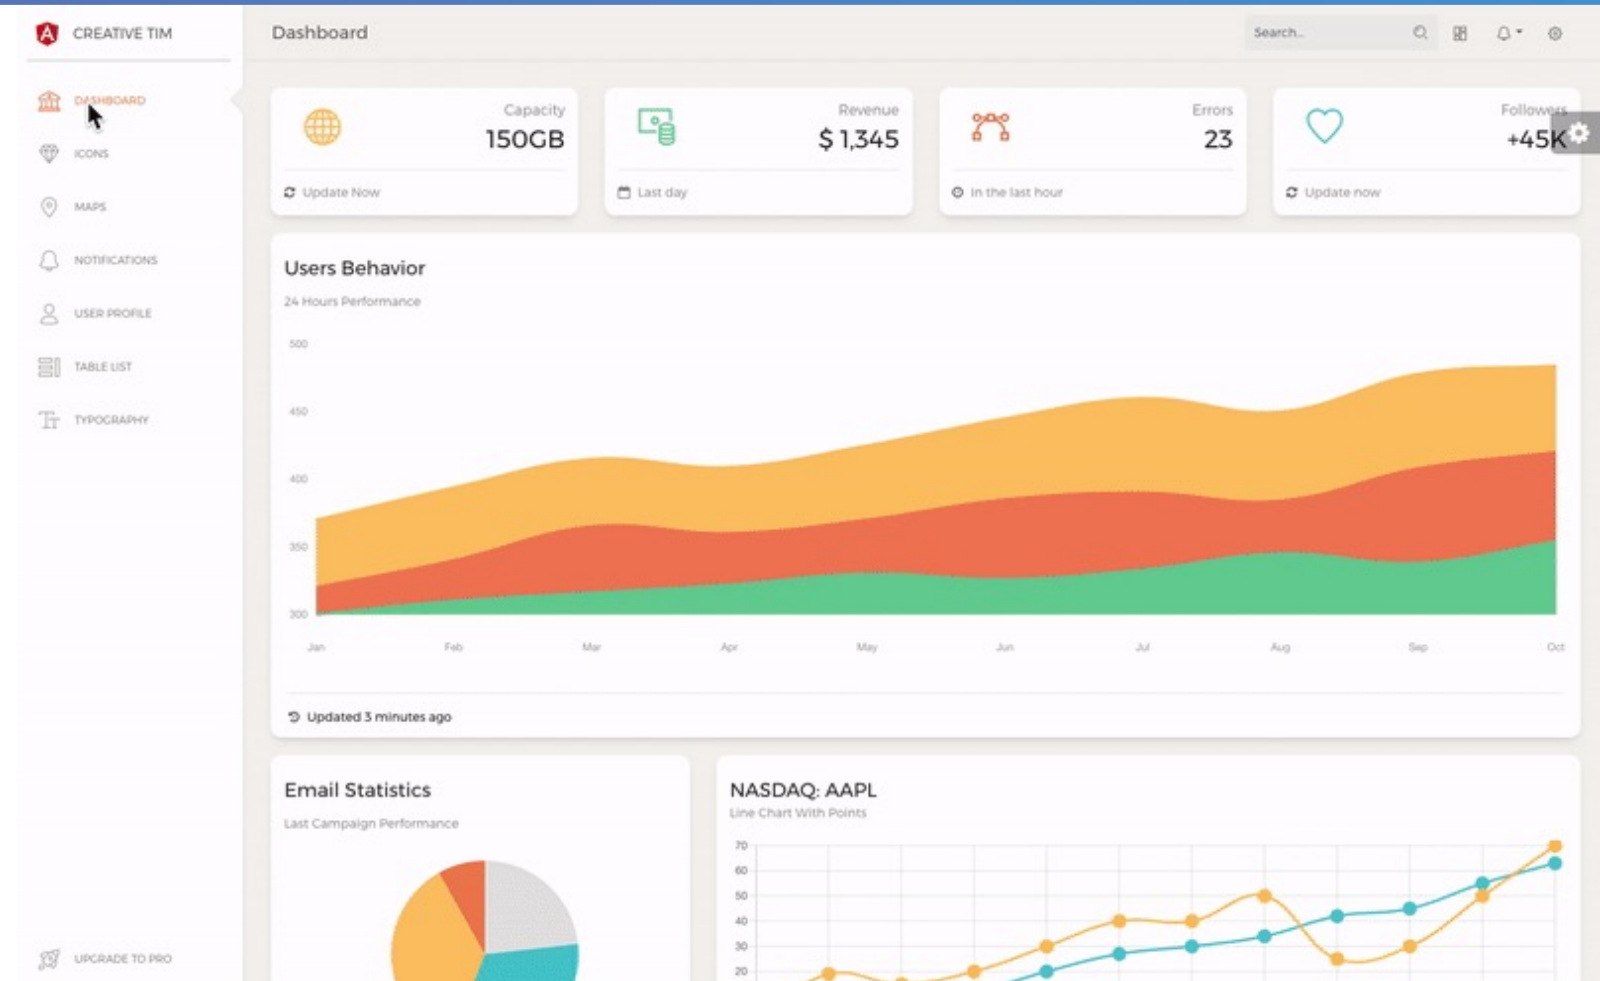 CREATIVE TIM
DASHBOARD
ICONS
MAPS
NOTIFICATIONS
USER PROFILE
TABLE LIST
TYPOGRAPHY
UPGRADE TO PRO
Dashboard
Search...
Capacity
150GB
Update Now
Revenue
$ 1,345
Last day
Errors
23
In the last hour
Followers
+45K
Update now
Users Behavior
24 Hours Performance
500
450
400
350
300
Jan Feb Mar Apr May Jun Jul Aug Sep Oct
Updated 3 minutes ago
Email Statistics
Last Campaign Performance
NASDAQ: AAPL
Line Chart With Points
70
60
50
40
30
20